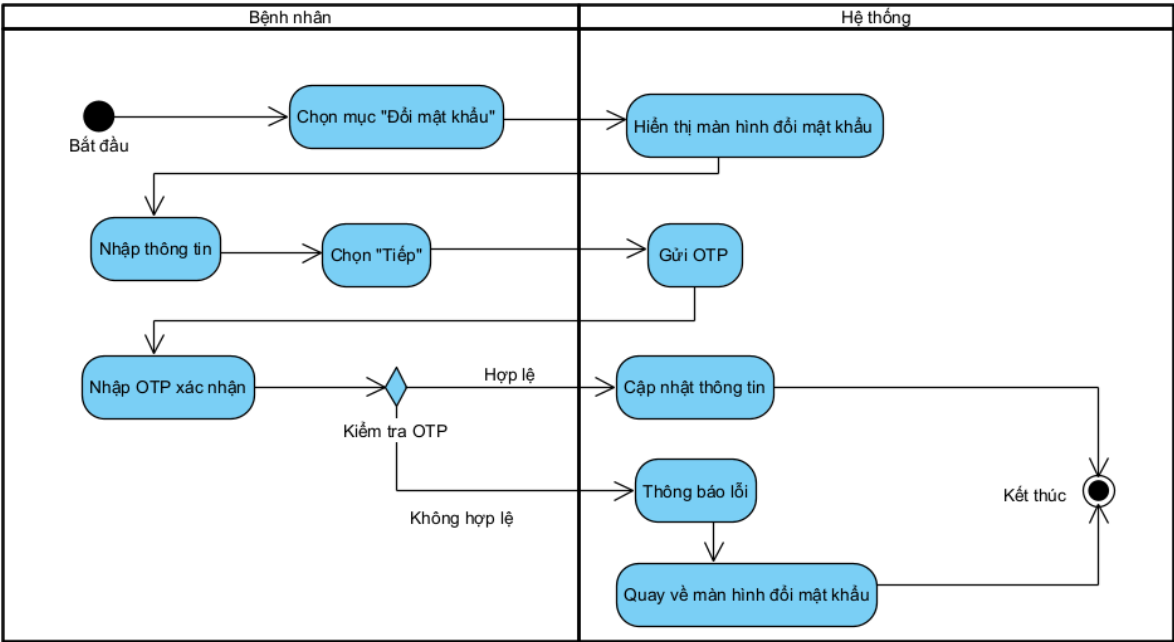 Bệnh nhân
Hệ thống
Bắt đầu
Chọn mục "Đổi mật khẩu"
Hiển thị màn hình đổi mật khẩu
Nhập thông tin
Chọn "Tiếp"
Gửi OTP
Nhập OTP xác nhận
Kiểm tra OTP
Hợp lệ
Cập nhật thông tin
Không hợp lệ
Thông báo lỗi
Kết thúc
Quay về màn hình đổi mật khẩu